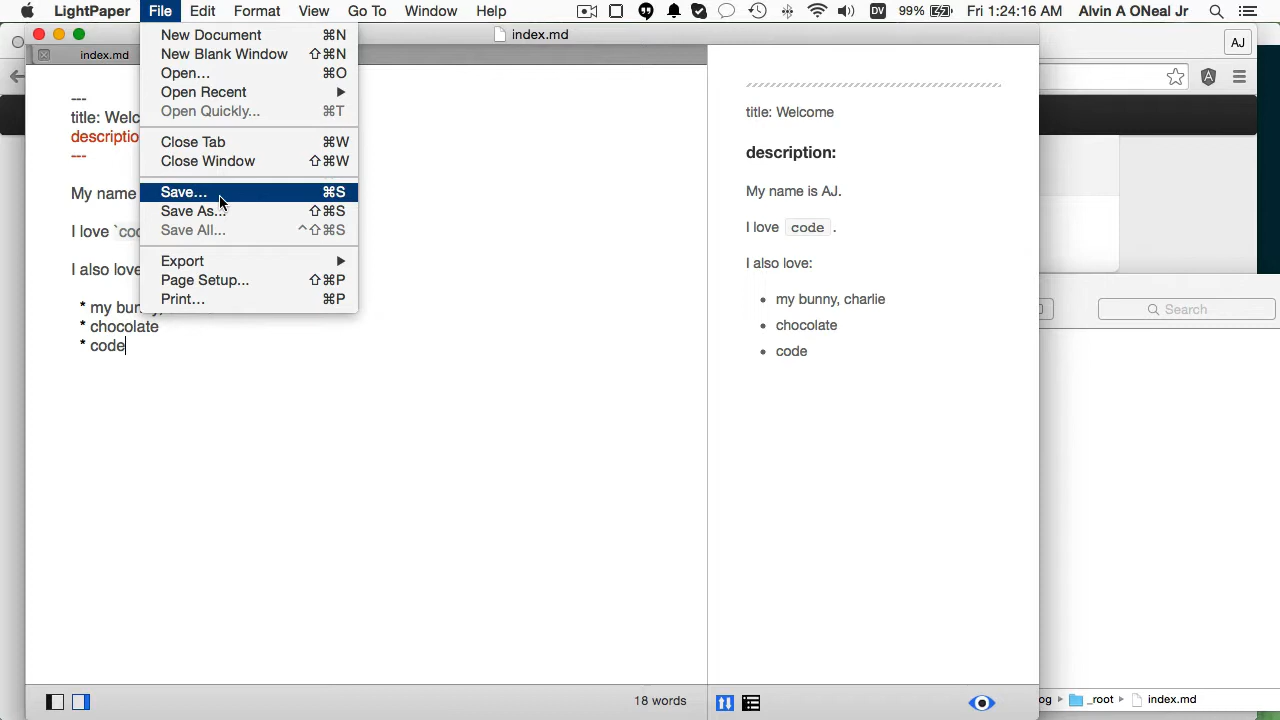 LightPaper File Edit Format View Go To Window Help DV 99% Fri 1:24:16 AM Alvin A ONeal Jr
index.md
AJ
index.md
New Document ⌘N
New Blank Window ⇧⌘N
Open... ⌘O
Open Recent
Open Quickly... ⌘T
Close Tab ⌘W
Close Window ⇧⌘W
Save... ⌘S
Save As... ⇧⌘S
Save All... ^⇧⌘S
Export
Page Setup... ⇧⌘P
Print... ⌘P
---
title: Welc
descriptio
---
My name
I love `coo
I also love
* my bun
* chocolate
* code
title: Welcome
description:
My name is AJ.
I love code .
I also love:
• my bunny, charlie
• chocolate
• code
Search
18 words
og _root index.md